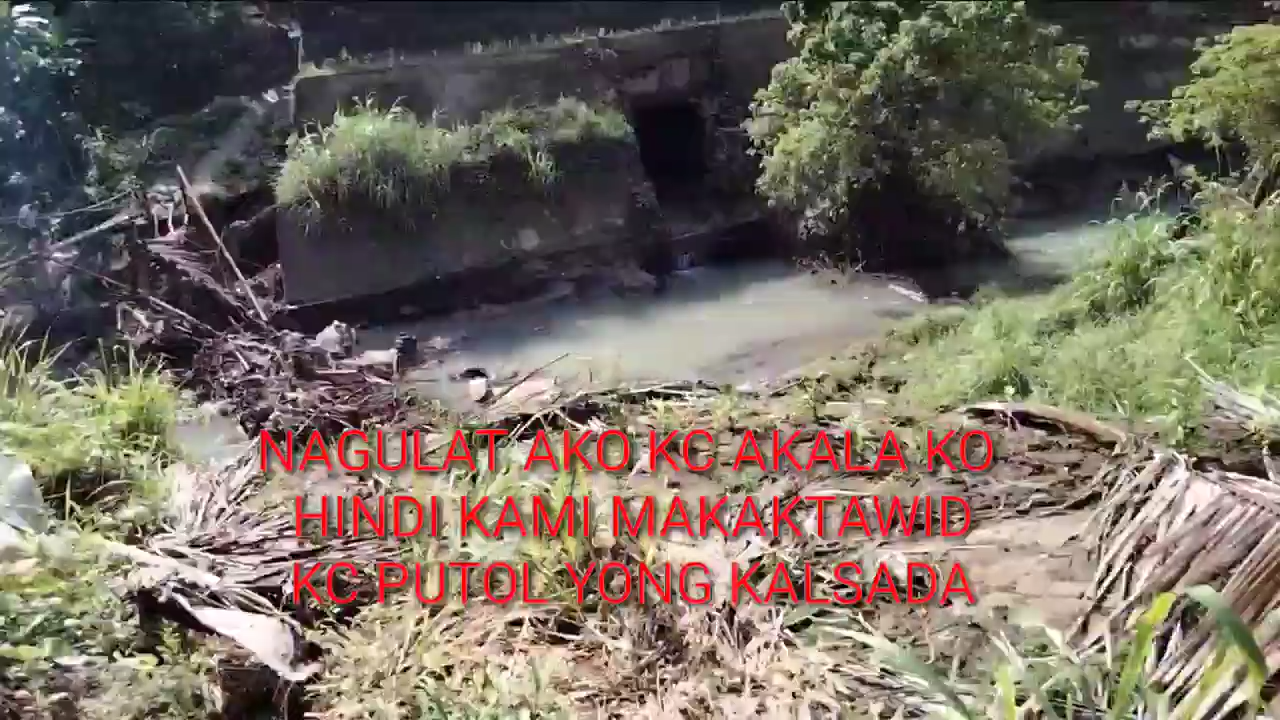 NAGULAT AKO KC AKALA KO
HINDI KAMI MAKAKTAWID
KC PUTOL YONG KALSADA